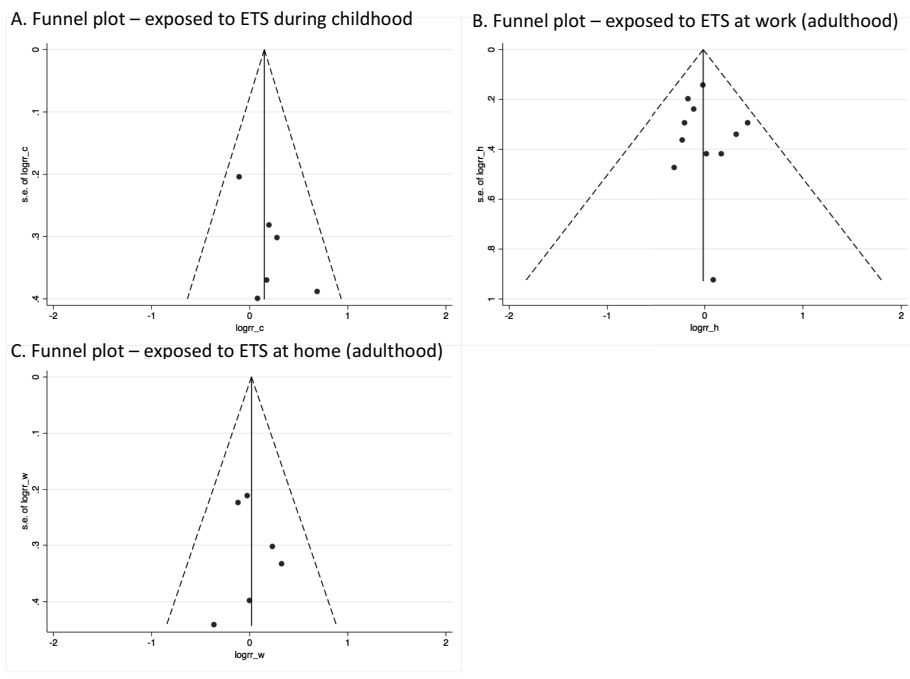 A. Funnel plot – exposed to ETS during childhood
0
.1
.2
.3
.4
s.e. of logrr_c
-2 -1 0 1 2
logrr_c
B. Funnel plot – exposed to ETS at work (adulthood)
0
.2
.4
.6
.8
1
s.e. of logrr_h
-2 -1 0 1 2
logrr_h
C. Funnel plot – exposed to ETS at home (adulthood)
0
.1
.2
.3
.4
s.e. of logrr_w
-2 -1 0 1 2
logrr_w